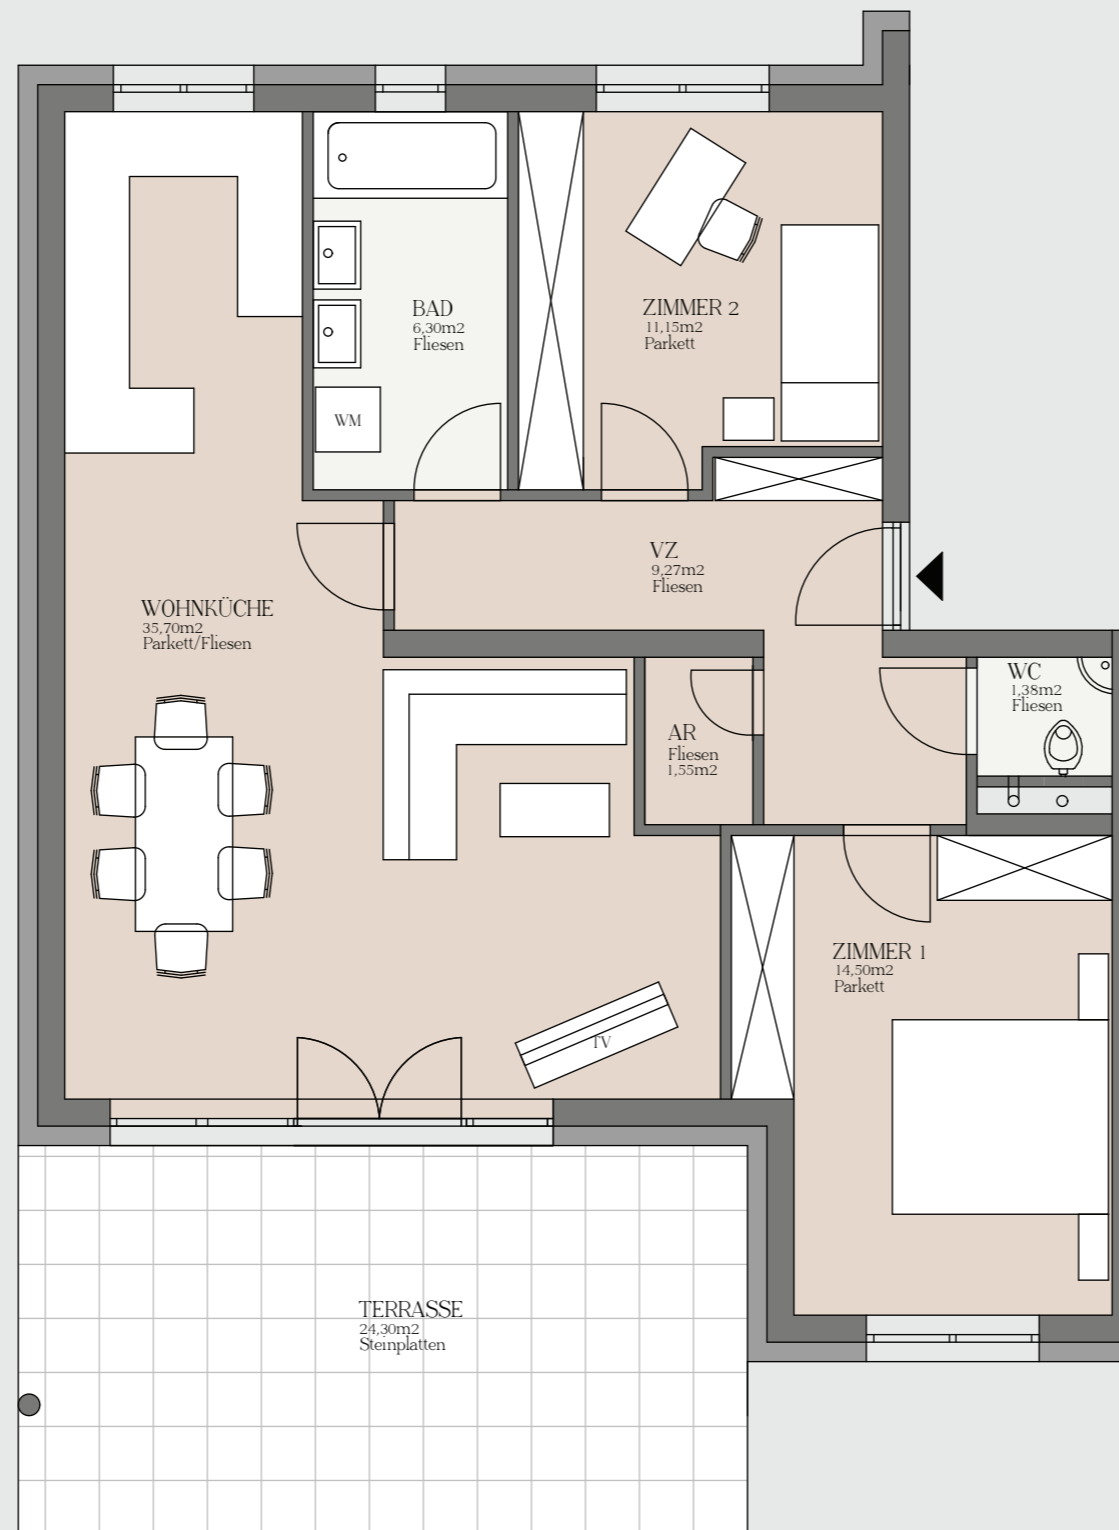 BAD
6,30m2
Fliesen
WM
ZIMMER 2
11,15m2
Parkett
VZ
9,27m2
Fliesen
WOHNKÜCHE
35,70m2
Parkett/Fliesen
AR
Fliesen
1,55m2
WC
1,38m2
Fliesen
ZIMMER 1
14,50m2
Parkett
TV
TERRASSE
24,30m2
Steinplatten